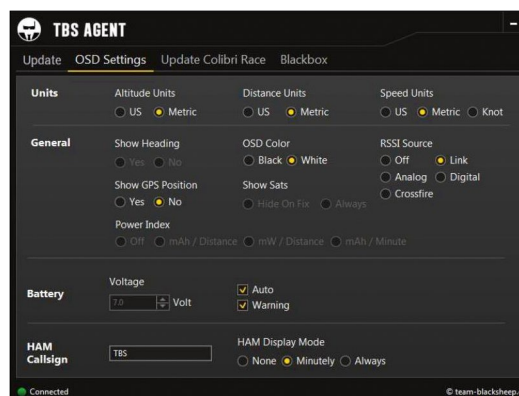 TBS AGENT
Update OSD Settings Update Colibri Race Blackbox
Units Altitude Units Distance Units Speed Units
US Metric US Metric US Metric Knot
General Show Heading OSD Color RSSI Source
Yes No Black White Off Link
Analog Digital
Show GPS Position Show Sats
Yes No Hide On Fix Always Crossfire
Power Index
Off mAh / Distance mW / Distance mAh / Minute
Battery Voltage
7.0 Volt Auto
Warning
HAM Callsign TBS HAM Display Mode
None Minutely Always
Connected © team-blacksheep.